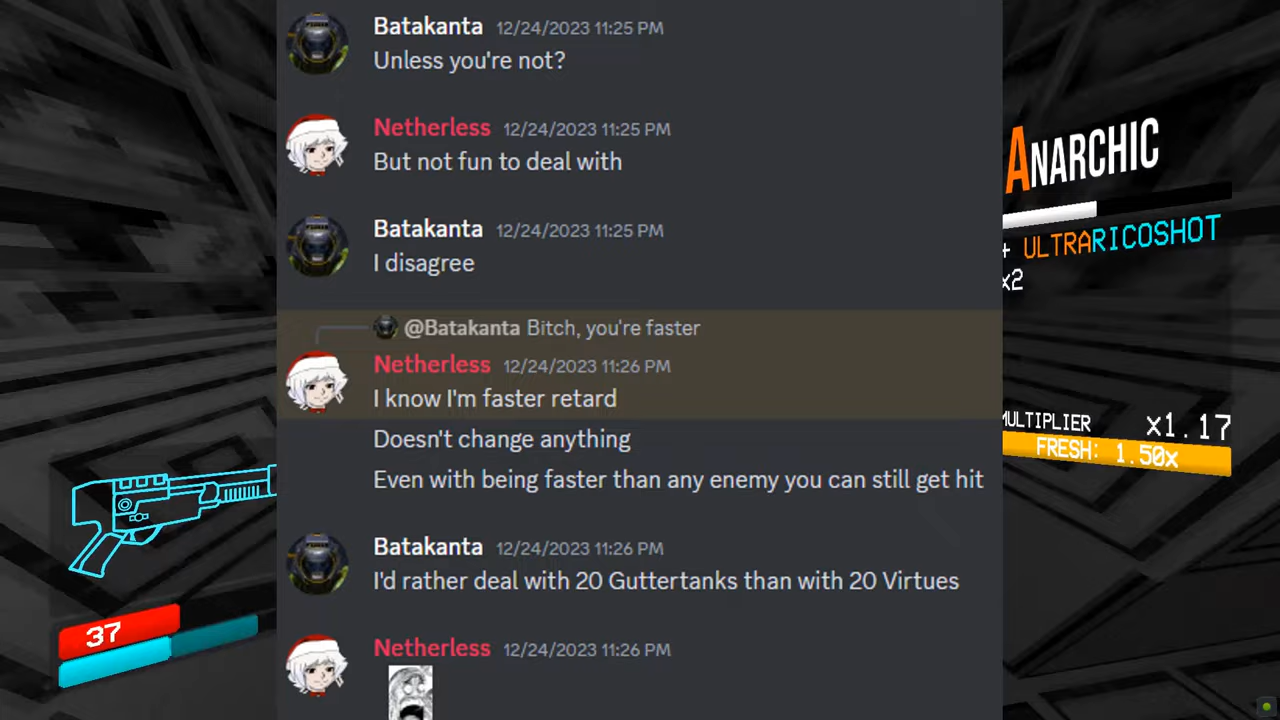 Batakanta 12/24/2023 11:25 PM
Unless you're not?
Netherless 12/24/2023 11:25 PM
But not fun to deal with
Batakanta 12/24/2023 11:25 PM
I disagree
@Batakanta Bitch, you're faster
Netherless 12/24/2023 11:26 PM
I know I'm faster retard
Doesn't change anything
Even with being faster than any enemy you can still get hit
Batakanta 12/24/2023 11:26 PM
I'd rather deal with 20 Guttertanks than with 20 Virtues
Netherless 12/24/2023 11:26 PM
ANARCHIC
+ ULTRARICOSHOT
x2
MULTIPLIER x1.17
FRESH: 1.50x
37